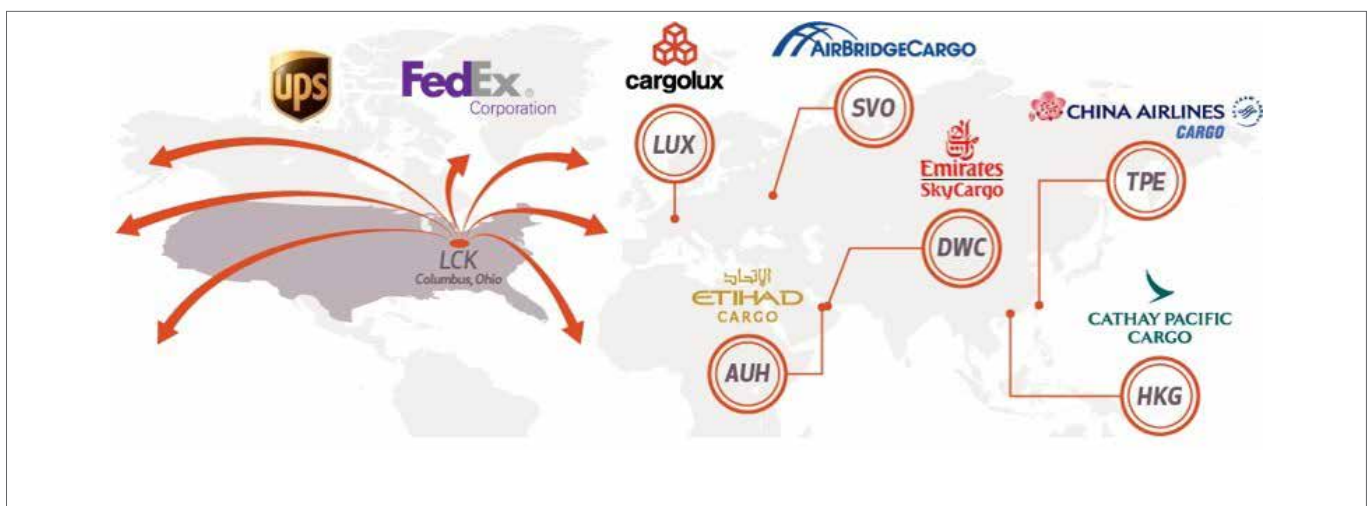 ups
FedEx®
Corporation
cargolux
AIRBRIDGECARGO
LUX
SVO
CHINA AIRLINES
CARGO
TPE
Emirates
SkyCargo
DWC
LCK
Columbus, Ohio
الإتحاد
ETIHAD
CARGO
AUH
CATHAY PACIFIC
CARGO
HKG